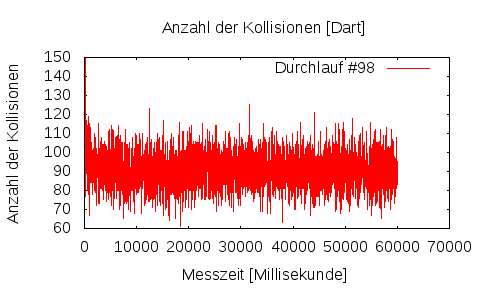 Anzahl der Kollisionen [Dart]
Durchlauf #98
Anzahl der Kollisionen
150
140
130
120
110
100
90
80
70
60
0 10000 20000 30000 40000 50000 60000 70000
Messzeit [Millisekunde]